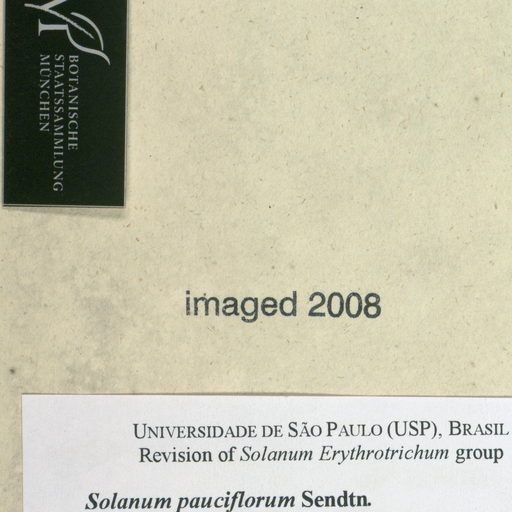 BOTANISCHE
STAATSSAMMLUNG
MÜNCHEN
imaged 2008
UNIVERSIDADE DE SÃO PAULO (USP), BRASIL
Revision of Solanum Erythrotrichum group
Solanum pauciflorum Sendtn.